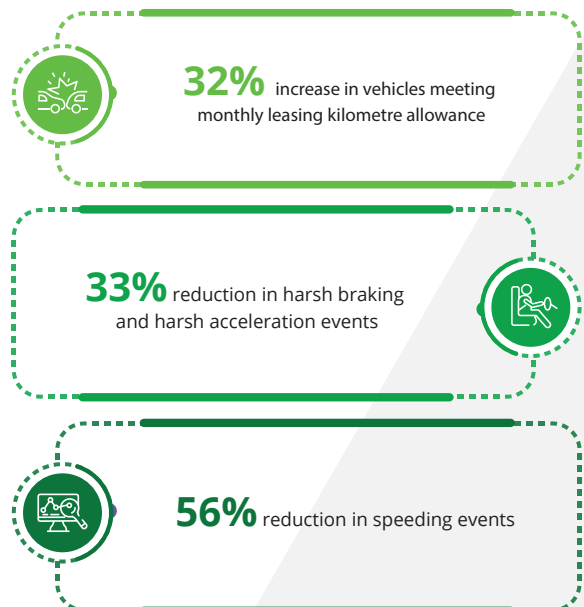 32% increase in vehicles meeting
monthly leasing kilometre allowance
33% reduction in harsh braking
and harsh acceleration events
56% reduction in speeding events